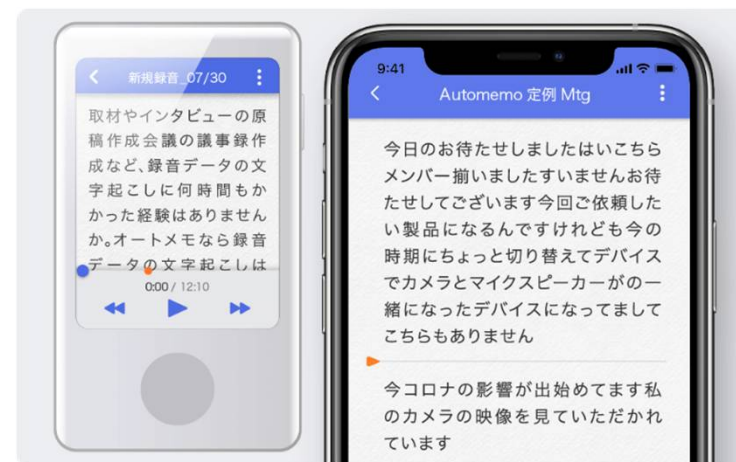 新規録音_07/30
取材やインタビューの原
稿作成会議の議事録作
成など、録音データの文
字起こしに何時間もか
かった経験はありません
か。オートメモなら録音
データの文字起こしは
0:00 / 12:10
9:41
Automemo 定例 Mtg
今日のお待たせしましたはいこちら
メンバー揃いましたすいませんお待
たせしてございます今回ご依頼した
い製品になるんですけれども今の
時期にちょっと切り替えてデバイス
でカメラとマイクスピーカーがの一
緒になったデバイスになってまして
こちらもありません
今コロナの影響が出始めてます私
のカメラの映像を見ていただかれ
ています